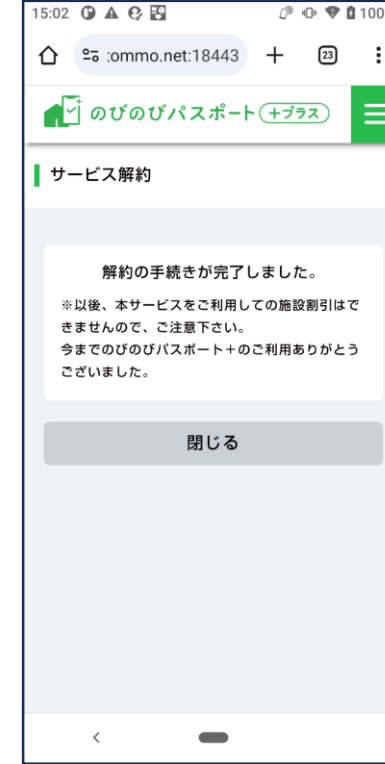 15:02
100
:ommo.net:18443
23
のびのびパスポート +プラス
サービス解約
解約の手続きが完了しました。
※以後、本サービスをご利用しての施設割引はで
きませんので、ご注意下さい。
今までのびのびパスポート+のご利用ありがとう
ございました。
閉じる